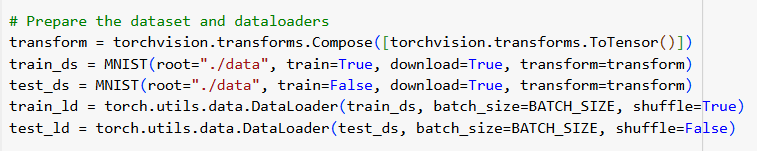 # Prepare the dataset and dataloaders
transform = torchvision.transforms.Compose([torchvision.transforms.ToTensor()])
train_ds = MNIST(root="./data", train=True, download=True, transform=transform)
test_ds = MNIST(root="./data", train=False, download=True, transform=transform)
train_ld = torch.utils.data.DataLoader(train_ds, batch_size=BATCH_SIZE, shuffle=True)
test_ld = torch.utils.data.DataLoader(test_ds, batch_size=BATCH_SIZE, shuffle=False)